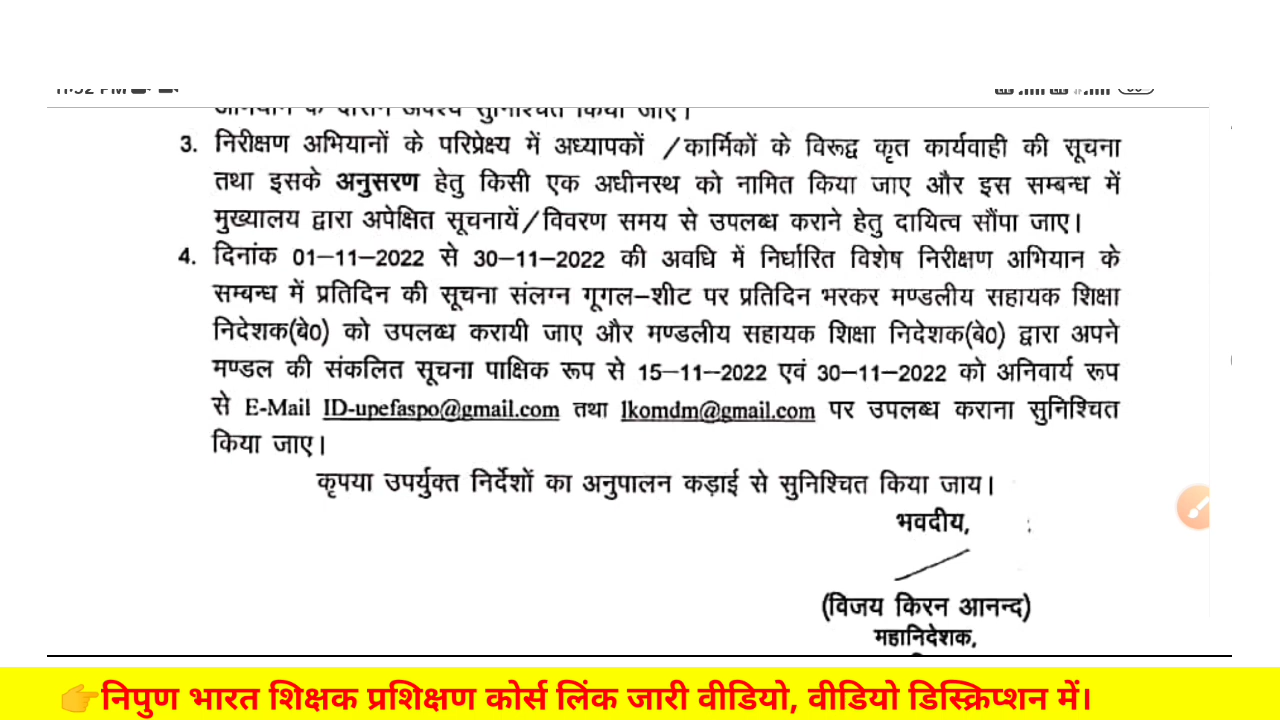 11:52 PM
अभियान के दौरान अवश्य सुनिश्चित किया जाए।
3. निरीक्षण अभियानों के परिप्रेक्ष्य में अध्यापकों /कार्मिकों के विरूद्व कृत कार्यवाही की सूचना
तथा इसके अनुसरण हेतु किसी एक अधीनस्थ को नामित किया जाए और इस सम्बन्ध में
मुख्यालय द्वारा अपेक्षित सूचनायें/विवरण समय से उपलब्ध कराने हेतु दायित्व सौंपा जाए।
4. दिनांक 01–11–2022 से 30–11–2022 की अवधि में निर्धारित विशेष निरीक्षण अभियान के
सम्बन्ध में प्रतिदिन की सूचना संलग्न गूगल–शीट पर प्रतिदिन भरकर मण्डलीय सहायक शिक्षा
निदेशक(बे0) को उपलब्ध करायी जाए और मण्डलीय सहायक शिक्षा निदेशक(बे0) द्वारा अपने
मण्डल की संकलित सूचना पाक्षिक रूप से 15–11–2022 एवं 30–11–2022 को अनिवार्य रूप
से E-Mail ID-upefaspo@gmail.com तथा lkomdm@gmail.com पर उपलब्ध कराना सुनिश्चित
किया जाए।
कृपया उपर्युक्त निर्देशों का अनुपालन कड़ाई से सुनिश्चित किया जाय।
भवदीय,
(विजय किरन आनन्द)
महानिदेशक,
👉निपुण भारत शिक्षक प्रशिक्षण कोर्स लिंक जारी वीडियो, वीडियो डिस्क्रिप्शन में।